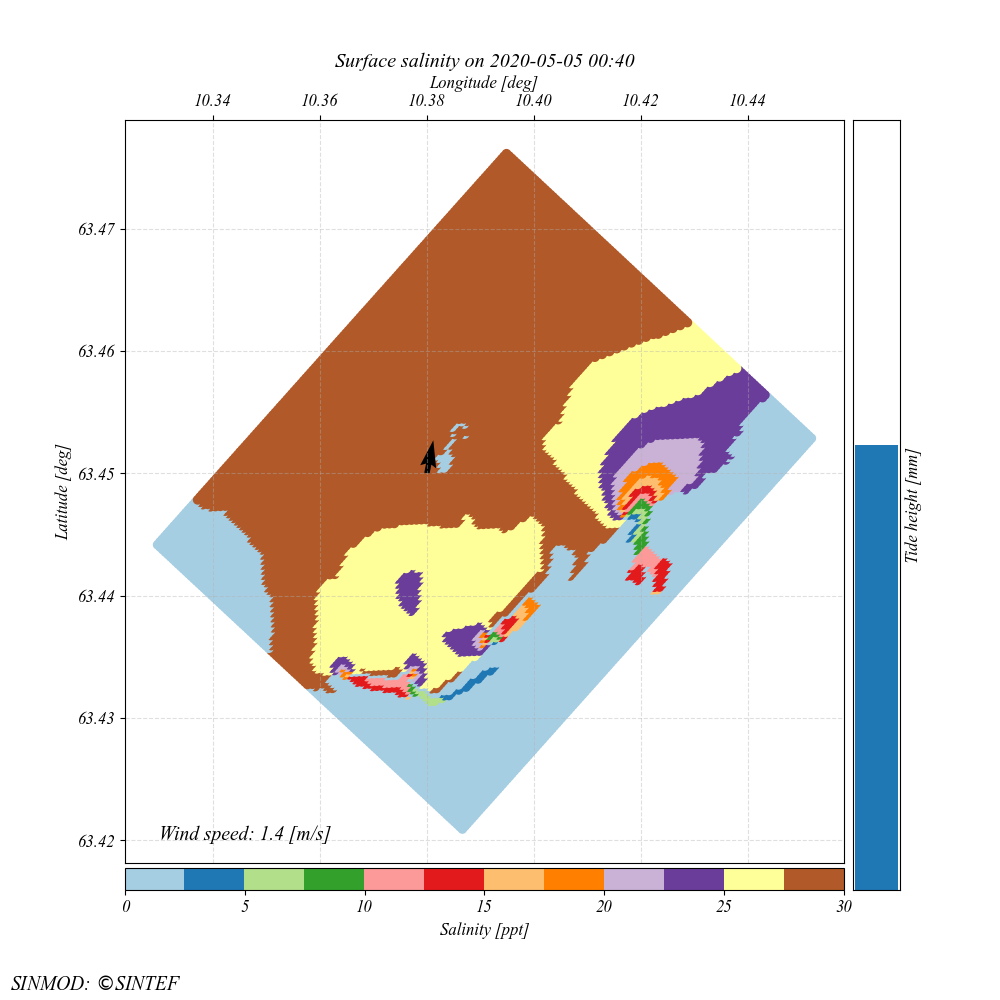 Surface salinity on 2020-05-05 00:40
Longitude [deg]
10.34 10.36 10.38 10.40 10.42 10.44
63.47
63.46
63.45
63.44
63.43
63.42
Latitude [deg]
Tide height [mm]
Wind speed: 1.4 [m/s]
0 5 10 15 20 25 30
Salinity [ppt]
SINMOD: ©SINTEF